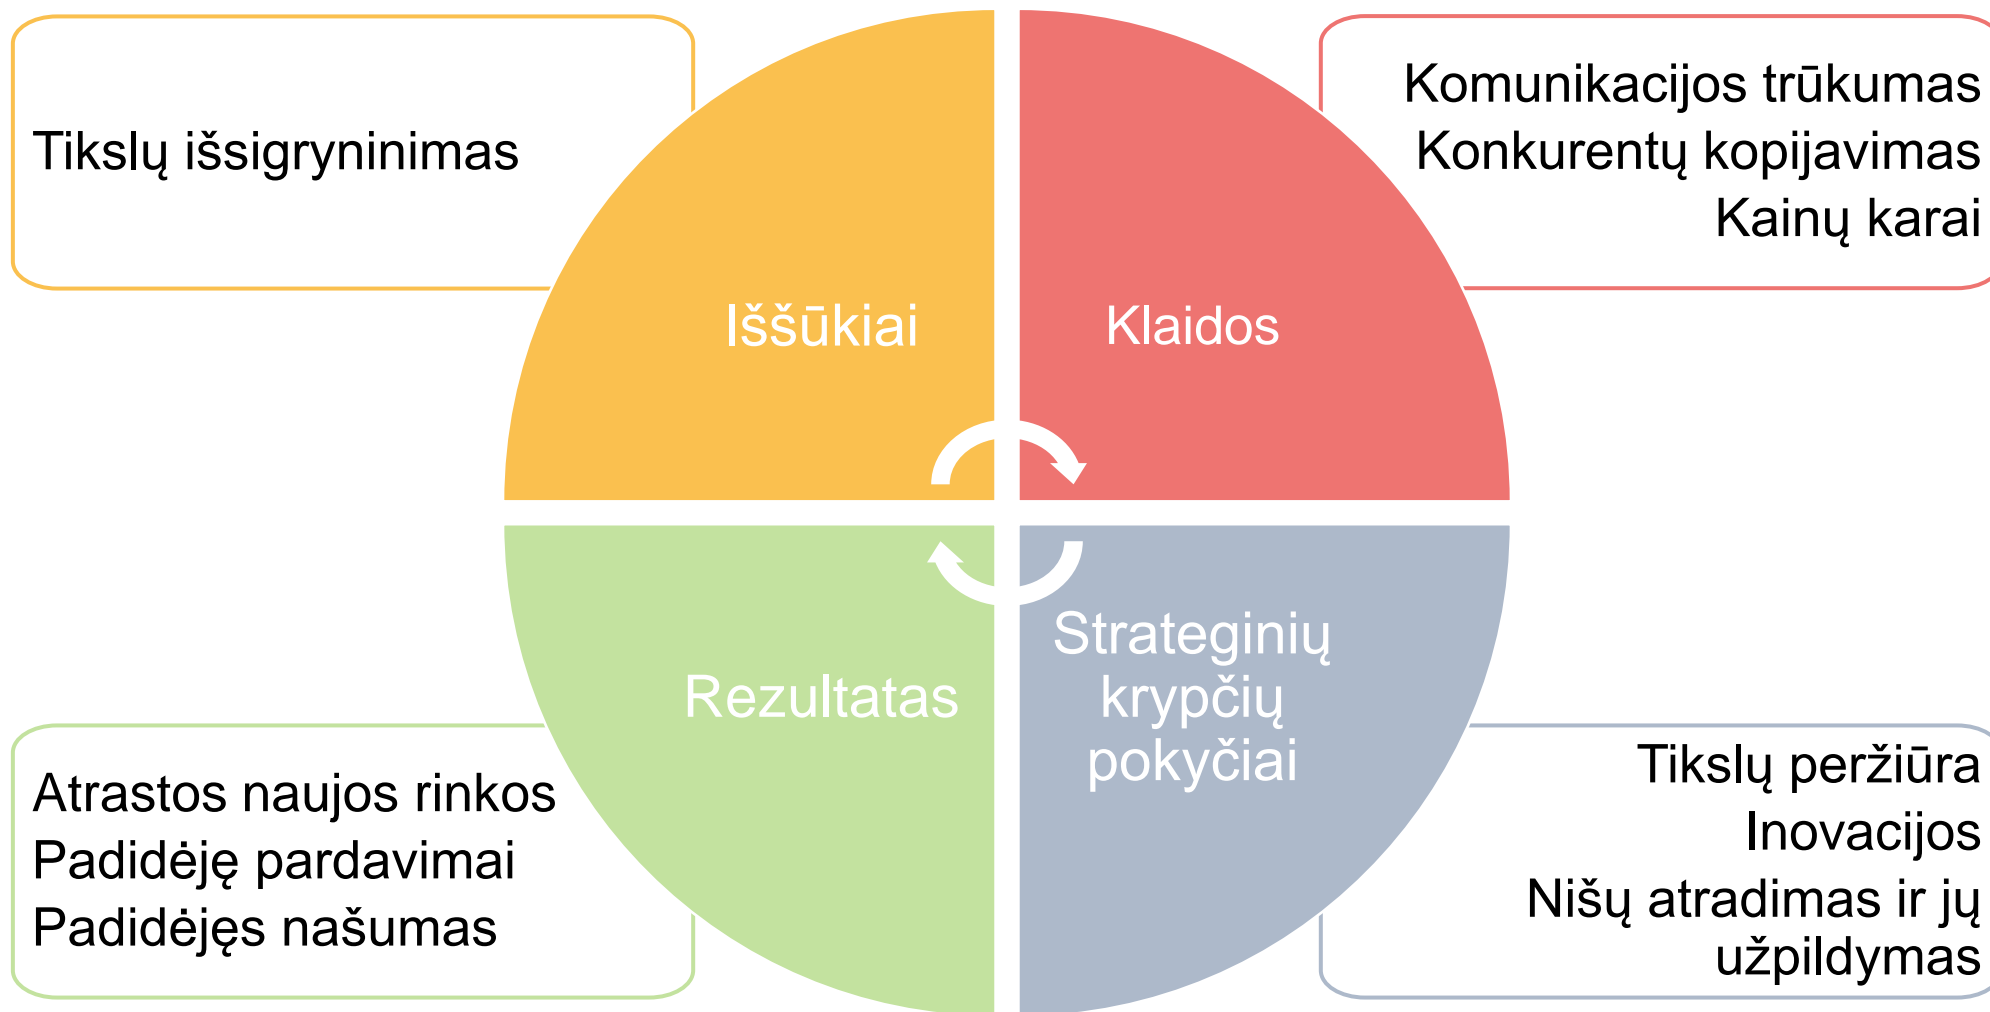 Tikslų išsigryninimas
Iššūkiai
Klaidos
Komunikacijos trūkumas
Konkurentų kopijavimas
Kainų karai
Atrastos naujos rinkos
Padidėję pardavimai
Padidėjęs našumas
Rezultatas
Strateginių
krypčių
pokyčiai
Tikslų peržiūra
Inovacijos
Nišų atradimas ir jų
užpildymas